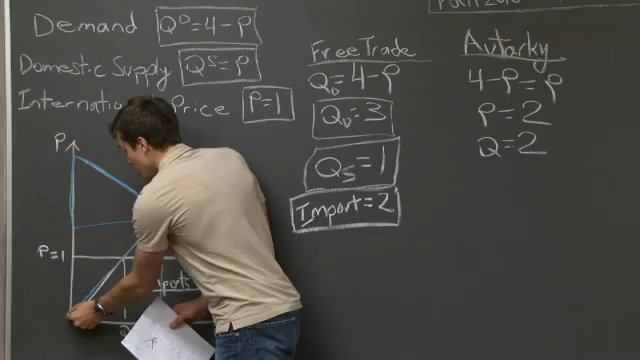 Demand Q^D=4-P
Domestic Supply Q^S=P
International Price P=1
Free Trade
Q_D=4-P
Q_D=3
Q_S=1
Import=2
Autarky
4-P=P
P=2
Q=2
P
P=1